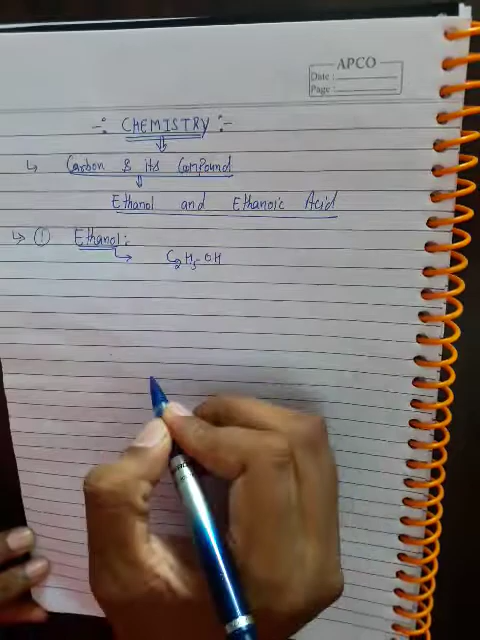 APCO
Date :
Page :
-: CHEMISTRY :-
↳ Carbon & its Compound
Ethanol and Ethanoic Acid
↳ ① Ethanol :
C₂H₅-OH